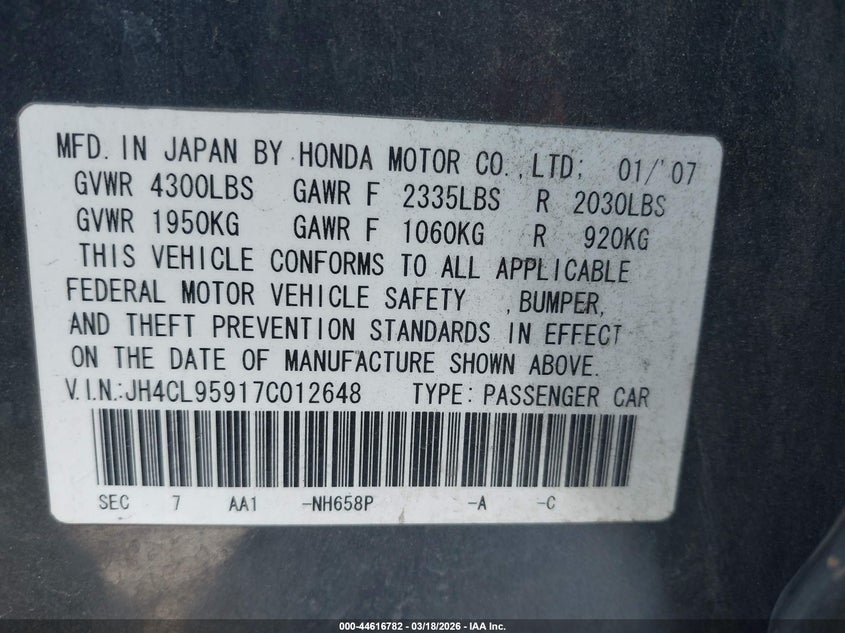 MFD. IN JAPAN BY HONDA MOTOR CO.,LTD; 01/'07
GVWR 4300LBS GAWR F 2335LBS R 2030LBS
GVWR 1950KG GAWR F 1060KG R 920KG
THIS VEHICLE CONFORMS TO ALL APPLICABLE
FEDERAL MOTOR VEHICLE SAFETY ,BUMPER,
AND THEFT PREVENTION STANDARDS IN EFFECT
ON THE DATE OF MANUFACTURE SHOWN ABOVE.
V.I.N.:JH4CL95917C012648 TYPE: PASSENGER CAR
SEC 7 AA1 -NH658P -A -C
000-44616782 - 03/18/2026 - IAA Inc.